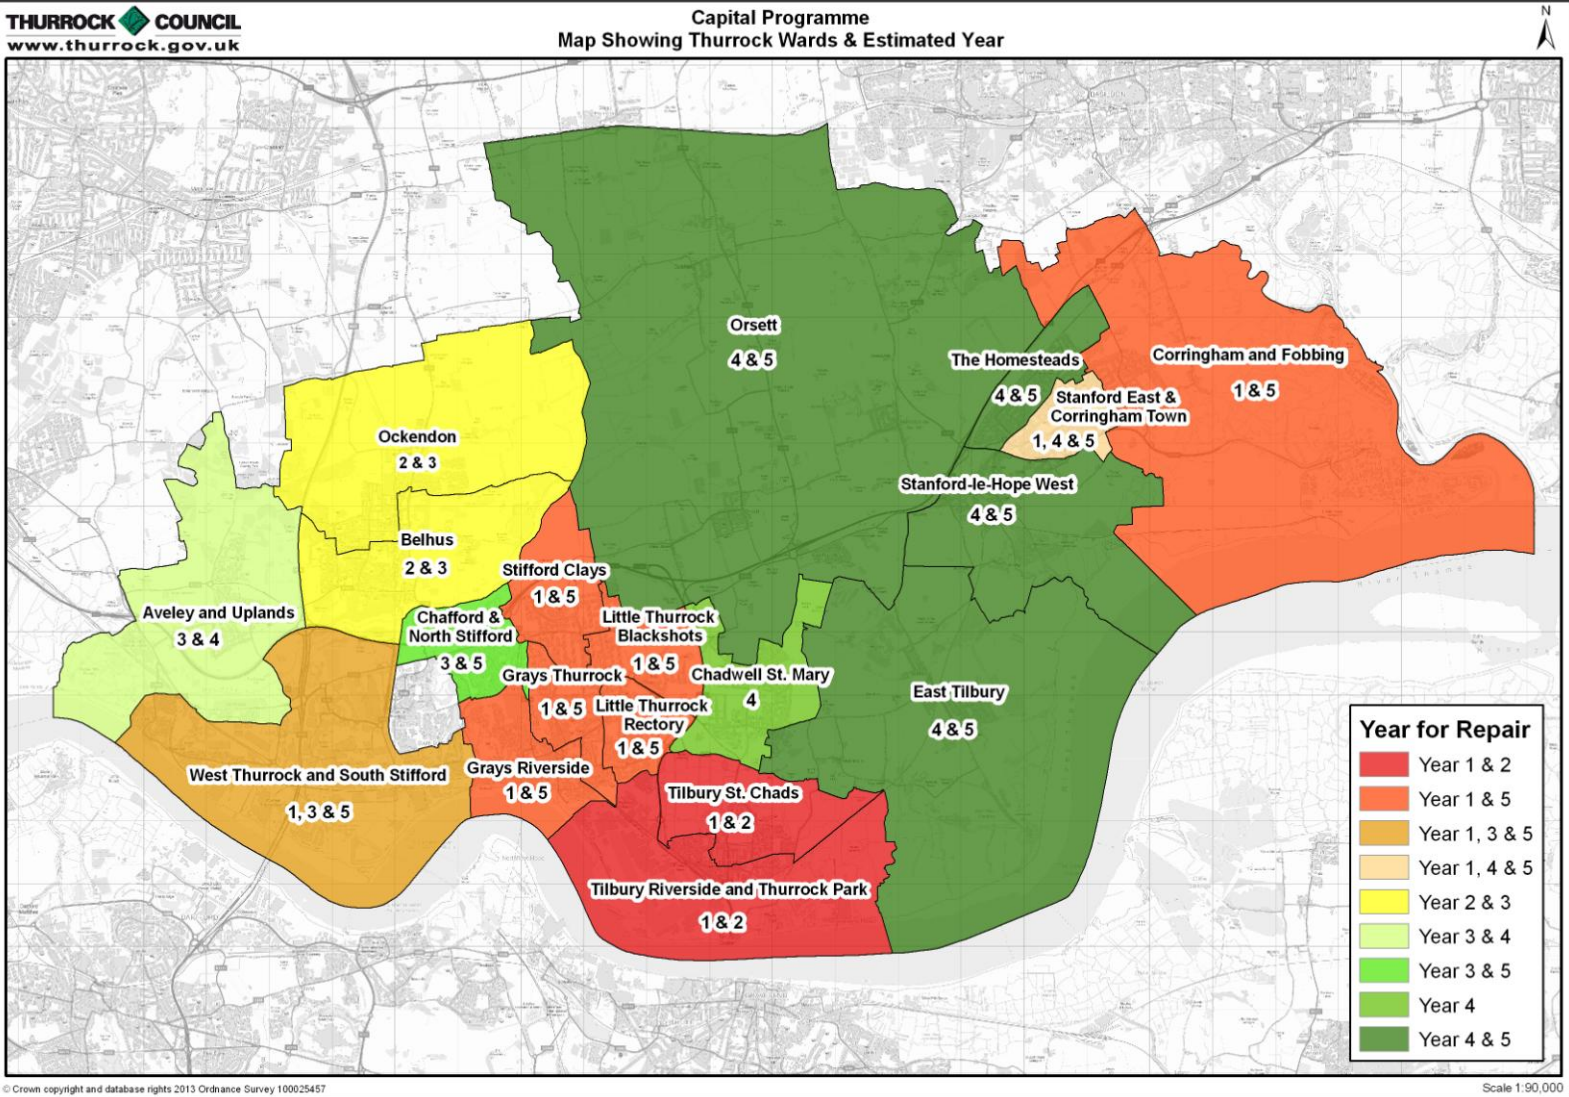 THURROCK COUNCIL
www.thurrock.gov.uk
Capital Programme
Map Showing Thurrock Wards & Estimated Year
N
Orsett
4 & 5
The Homesteads
4 & 5
Corringham and Fobbing
1 & 5
Stanford East &
Corringham Town
1, 4 & 5
Ockendon
2 & 3
Stanford-le-Hope West
4 & 5
Belhus
2 & 3
Stifford Clays
1 & 5
Aveley and Uplands
3 & 4
Chafford &
North Stifford
3 & 5
Little Thurrock
Blackshots
1 & 5
Grays Thurrock
1 & 5
Chadwell St. Mary
4
Little Thurrock
Rectory
1 & 5
East Tilbury
4 & 5
West Thurrock and South Stifford
1, 3 & 5
Grays Riverside
1 & 5
Tilbury St. Chads
1 & 2
Tilbury Riverside and Thurrock Park
1 & 2
Year for Repair
Year 1 & 2
Year 1 & 5
Year 1, 3 & 5
Year 1, 4 & 5
Year 2 & 3
Year 3 & 4
Year 3 & 5
Year 4
Year 4 & 5
© Crown copyright and database rights 2013 Ordnance Survey 100025457
Scale 1:90,000